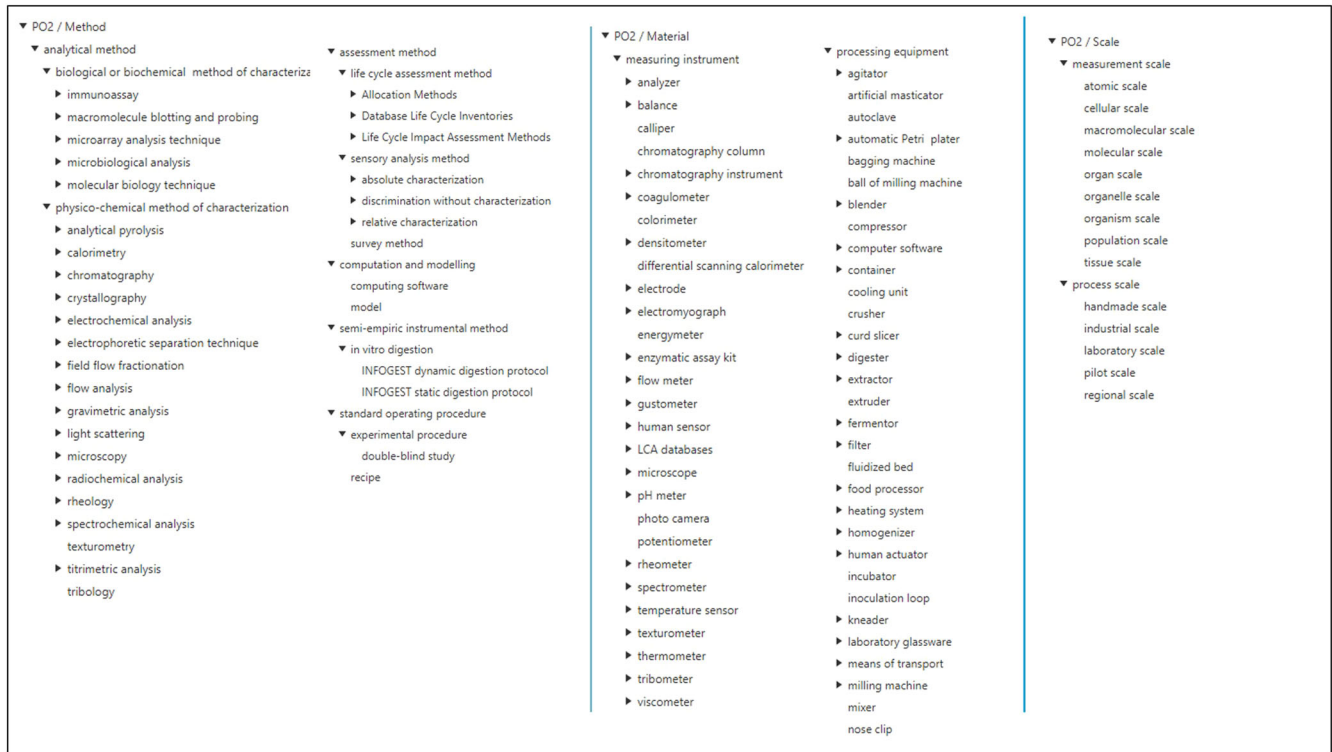 PO2 / Method
analytical method
biological or biochemical method of characteriza
immunoassay
macromolecule blotting and probing
microarray analysis technique
microbiological analysis
molecular biology technique
physico-chemical method of characterization
analytical pyrolysis
calorimetry
chromatography
crystallography
electrochemical analysis
electrophoretic separation technique
field flow fractionation
flow analysis
gravimetric analysis
light scattering
microscopy
radiochemical analysis
rheology
spectrochemical analysis
texturometry
titrimetric analysis
tribology
assessment method
life cycle assessment method
Allocation Methods
Database Life Cycle Inventories
Life Cycle Impact Assessment Methods
sensory analysis method
absolute characterization
discrimination without characterization
relative characterization
survey method
computation and modelling
computing software
model
semi-empiric instrumental method
in vitro digestion
INFOGEST dynamic digestion protocol
INFOGEST static digestion protocol
standard operating procedure
experimental procedure
double-blind study
recipe
PO2 / Material
measuring instrument
analyzer
balance
calliper
chromatography column
chromatography instrument
coagulometer
colorimeter
densitometer
differential scanning calorimeter
electrode
electromyograph
energymeter
enzymatic assay kit
flow meter
gustometer
human sensor
LCA databases
microscope
pH meter
photo camera
potentiometer
rheometer
spectrometer
temperature sensor
texturometer
thermometer
tribometer
viscometer
processing equipment
agitator
artificial masticator
autoclave
automatic Petri plater
bagging machine
ball of milling machine
blender
compressor
computer software
container
cooling unit
crusher
curd slicer
digester
extractor
extruder
fermentor
filter
fluidized bed
food processor
heating system
homogenizer
human actuator
incubator
inoculation loop
kneader
laboratory glassware
means of transport
milling machine
mixer
nose clip
PO2 / Scale
measurement scale
atomic scale
cellular scale
macromolecular scale
molecular scale
organ scale
organelle scale
organism scale
population scale
tissue scale
process scale
handmade scale
industrial scale
laboratory scale
pilot scale
regional scale